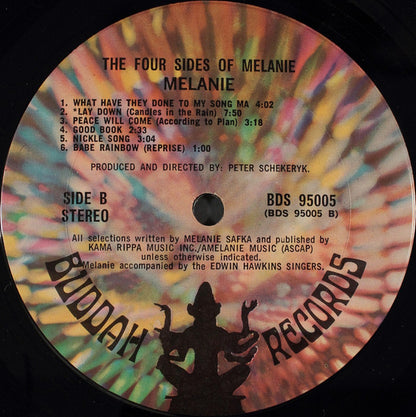 THE FOUR SIDES OF MELANIE
MELANIE
1. WHAT HAVE THEY DONE TO MY SONG MA 4:02
2. *LAY DOWN (Candles in the Rain) 7:50
3. PEACE WILL COME (According to Plan) 3:18
4. GOOD BOOK 2:33
5. NICKLE SONG 3:04
6. BABE RAINBOW (REPRISE) 1:00
PRODUCED AND DIRECTED BY: PETER SCHEKERYK.
SIDE B
STEREO
BDS 95005
(BDS 95005 B)
All selections written by MELANIE SAFKA and published by
KAMA RIPPA MUSIC INC./AMELANIE MUSIC (ASCAP)
unless otherwise indicated.
Melanie accompanied by the EDWIN HAWKINS SINGERS.
BUDDAH RECORDS